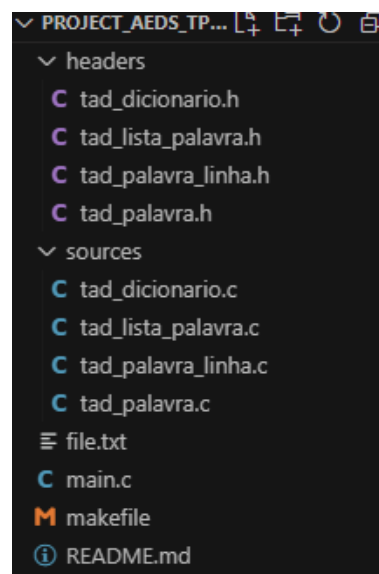 PROJECT_AEDS_TP...
headers
C tad_dicionario.h
C tad_lista_palavra.h
C tad_palavra_linha.h
C tad_palavra.h
sources
C tad_dicionario.c
C tad_lista_palavra.c
C tad_palavra_linha.c
C tad_palavra.c
file.txt
C main.c
M makefile
README.md